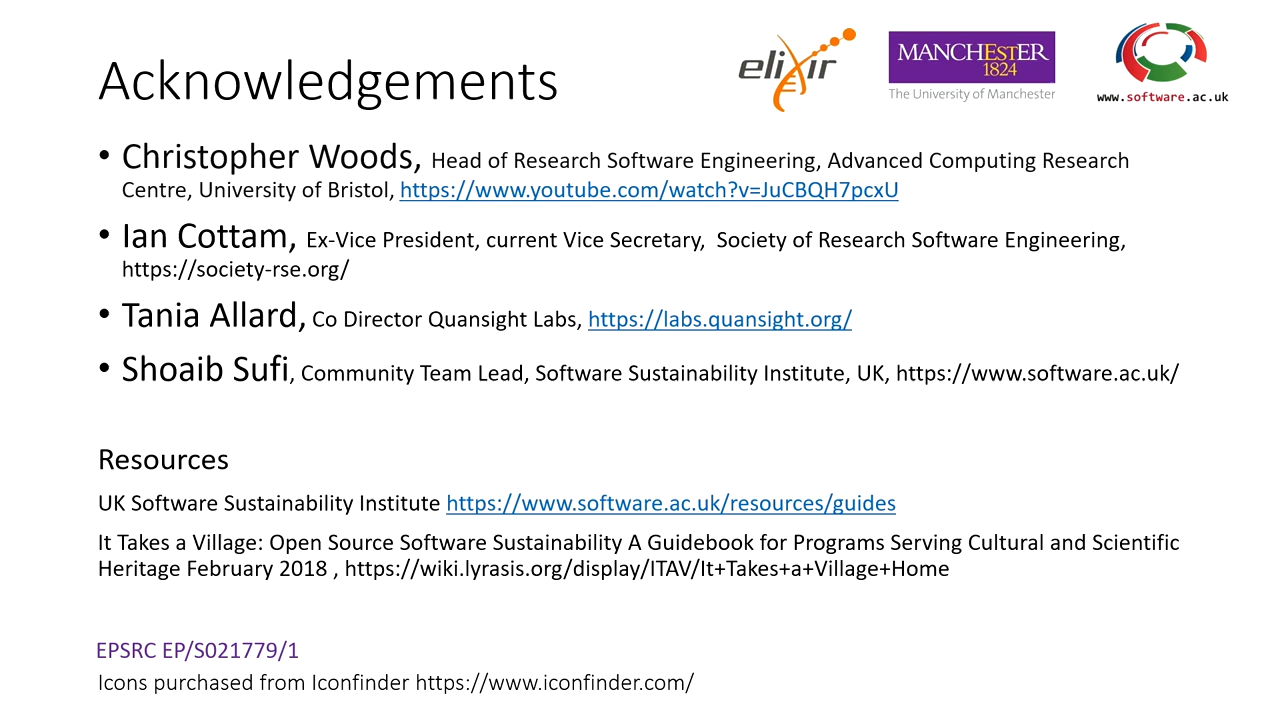 Acknowledgements
elixir
MANCHESTER
1824
The University of Manchester
www.software.ac.uk
• Christopher Woods, Head of Research Software Engineering, Advanced Computing Research
Centre, University of Bristol, https://www.youtube.com/watch?v=JuCBQH7pcxU
• Ian Cottam, Ex-Vice President, current Vice Secretary,  Society of Research Software Engineering,
https://society-rse.org/
• Tania Allard, Co Director Quansight Labs, https://labs.quansight.org/
• Shoaib Sufi, Community Team Lead, Software Sustainability Institute, UK, https://www.software.ac.uk/
Resources
UK Software Sustainability Institute https://www.software.ac.uk/resources/guides
It Takes a Village: Open Source Software Sustainability A Guidebook for Programs Serving Cultural and Scientific
Heritage February 2018 , https://wiki.lyrasis.org/display/ITAV/It+Takes+a+Village+Home
EPSRC EP/S021779/1
Icons purchased from Iconfinder https://www.iconfinder.com/